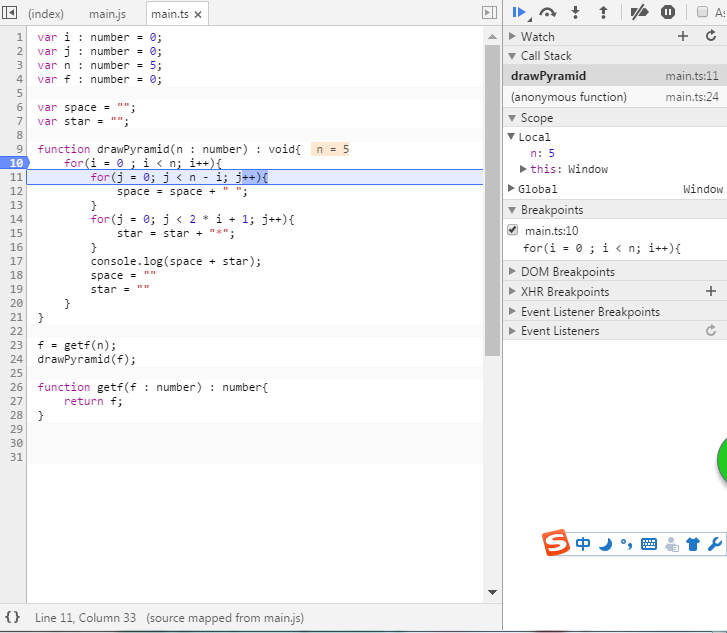 (index) main.js main.ts ×
1 var i : number = 0;
2 var j : number = 0;
3 var n : number = 5;
4 var f : number = 0;
5
6 var space = "";
7 var star = "";
8
9 function drawPyramid(n : number) : void{ n = 5
10 for(i = 0 ; i < n; i++){
11 for(j = 0; j < n - i; j++){
12 space = space + " ";
13 }
14 for(j = 0; j < 2 * i + 1; j++){
15 star = star + "*";
16 }
17 console.log(space + star);
18 space = ""
19 star = ""
20 }
21 }
22
23 f = getf(n);
24 drawPyramid(f);
25
26 function getf(f : number) : number{
27 return f;
28 }
29
30
31
{} Line 11, Column 33 (source mapped from main.js)
As
Watch
Call Stack
drawPyramid main.ts:11
(anonymous function) main.ts:24
Scope
Local
n: 5
this: Window
Global Window
Breakpoints
main.ts:10
for(i = 0 ; i < n; i++){
DOM Breakpoints
XHR Breakpoints
Event Listener Breakpoints
Event Listeners
S 中